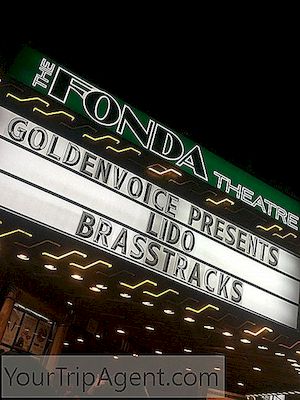 THE FONDA THEATRE
GOLDENVOICE PRESENTS
LIDO
BRASSTRACKS
YourTripAgent.com